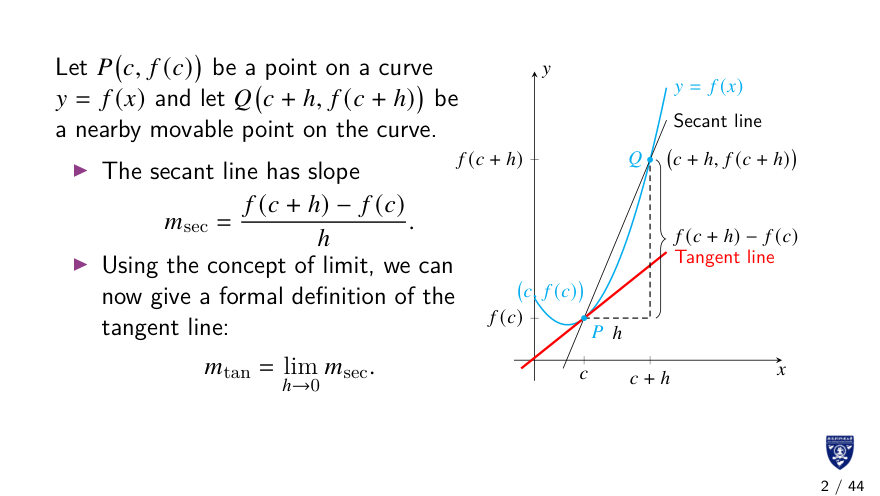 Let P(c, f(c)) be a point on a curve
y = f(x) and let Q(c + h, f(c + h)) be
a nearby movable point on the curve.
▶ The secant line has slope
m_sec = (f(c + h) − f(c)) / h.
▶ Using the concept of limit, we can
now give a formal definition of the
tangent line:
m_tan = lim_{h→0} m_sec.
y
y = f(x)
Secant line
f(c + h)
Q
(c + h, f(c + h))
f(c + h) − f(c)
Tangent line
(c, f(c))
f(c)
P
h
c
c + h
x
2 / 44